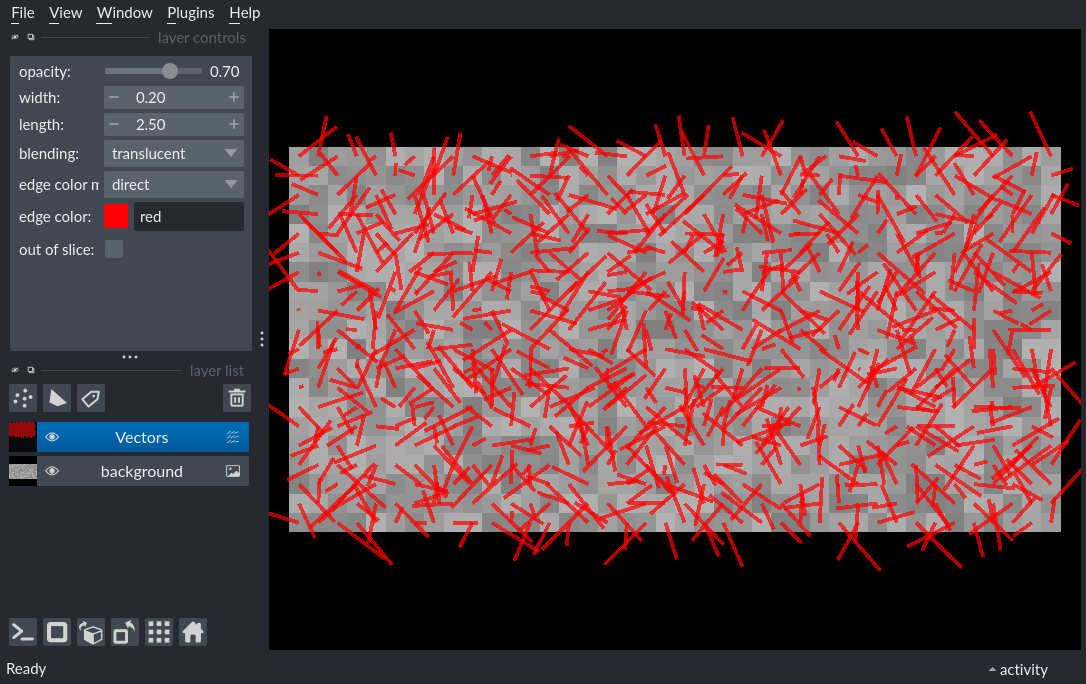 File View Window Plugins Help
layer controls
opacity: 0.70
width: − 0.20 +
length: − 2.50 +
blending: translucent
edge color m direct
edge color: red
out of slice:
layer list
Vectors
background
Ready
activity